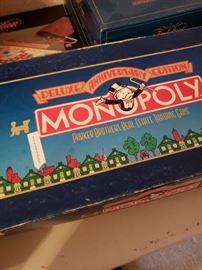 DELUXE ANNIVERSARY EDITION
MONOPOLY
PARKER BROTHERS REAL ESTATE TRADING GAME